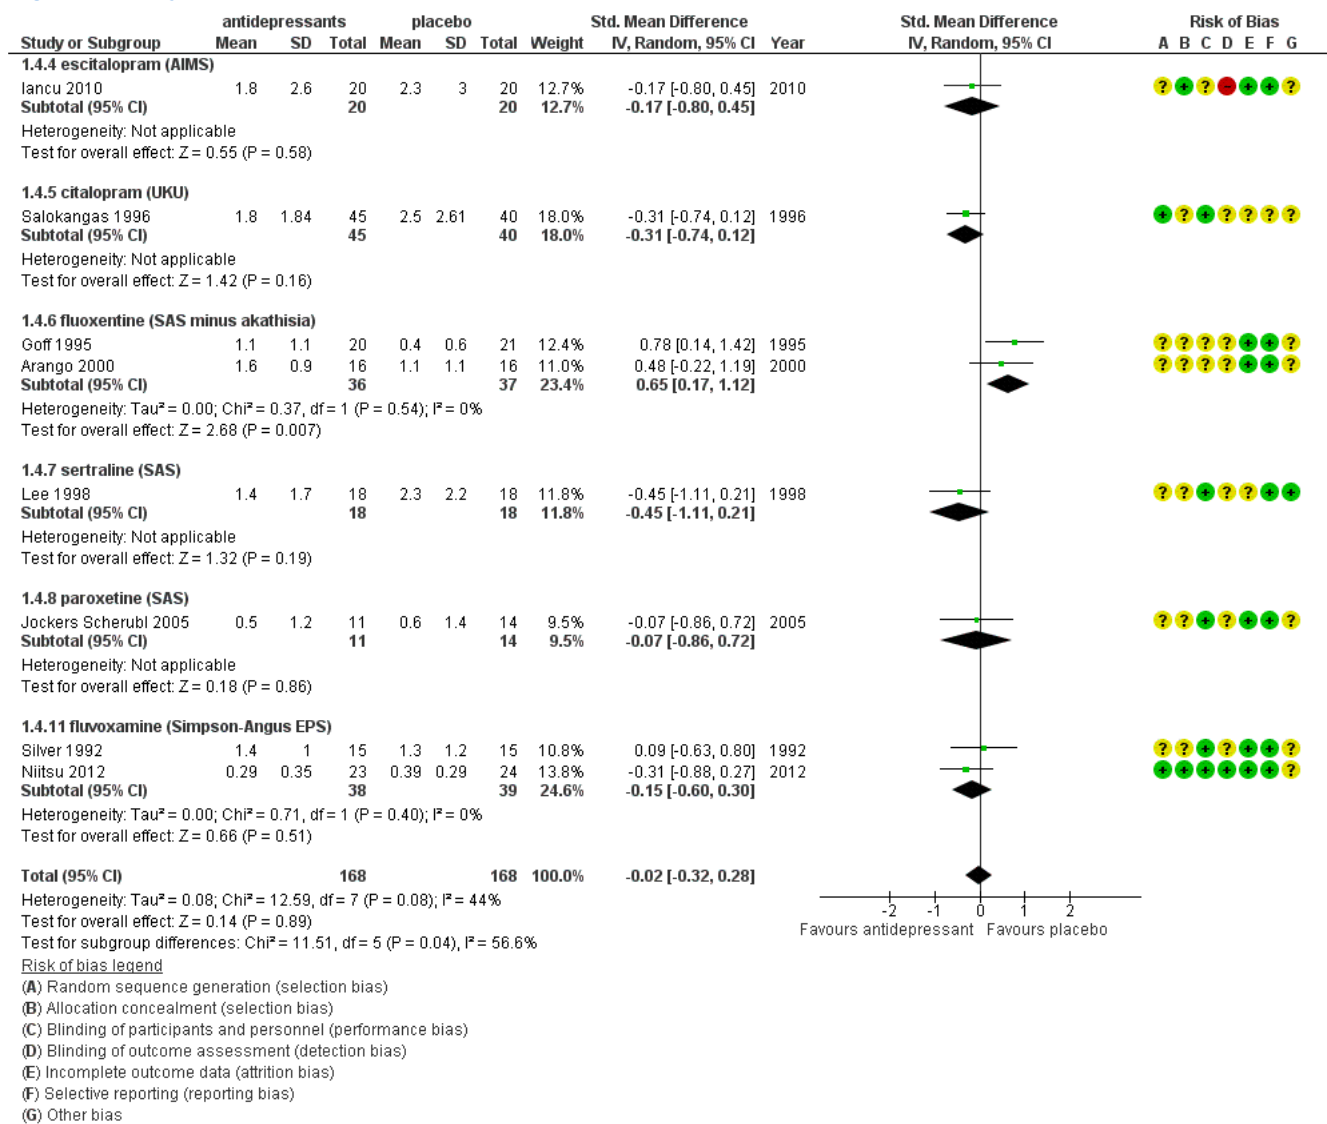 antidepressants placebo Std. Mean Difference Std. Mean Difference Risk of Bias
Study or Subgroup Mean SD Total Mean SD Total Weight IV, Random, 95% CI Year IV, Random, 95% CI A B C D E F G
1.4.4 escitalopram (AIMS)
Iancu 2010 1.8 2.6 20 2.3 3 20 12.7% -0.17 [-0.80, 0.45] 2010 ? + ? - + + ?
Subtotal (95% CI) 20 20 12.7% -0.17 [-0.80, 0.45]
Heterogeneity: Not applicable
Test for overall effect: Z = 0.55 (P = 0.58)
1.4.5 citalopram (UKU)
Salokangas 1996 1.8 1.84 45 2.5 2.61 40 18.0% -0.31 [-0.74, 0.12] 1996 + ? + ? ? ? ?
Subtotal (95% CI) 45 40 18.0% -0.31 [-0.74, 0.12]
Heterogeneity: Not applicable
Test for overall effect: Z = 1.42 (P = 0.16)
1.4.6 fluoxentine (SAS minus akathisia)
Goff 1995 1.1 1.1 20 0.4 0.6 21 12.4% 0.78 [0.14, 1.42] 1995 ? ? ? ? + + ?
Arango 2000 1.6 0.9 16 1.1 1.1 16 11.0% 0.48 [-0.22, 1.19] 2000 ? ? ? ? + + ?
Subtotal (95% CI) 36 37 23.4% 0.65 [0.17, 1.12]
Heterogeneity: Tau² = 0.00; Chi² = 0.37, df = 1 (P = 0.54); I² = 0%
Test for overall effect: Z = 2.68 (P = 0.007)
1.4.7 sertraline (SAS)
Lee 1998 1.4 1.7 18 2.3 2.2 18 11.8% -0.45 [-1.11, 0.21] 1998 ? ? + ? ? + +
Subtotal (95% CI) 18 18 11.8% -0.45 [-1.11, 0.21]
Heterogeneity: Not applicable
Test for overall effect: Z = 1.32 (P = 0.19)
1.4.8 paroxetine (SAS)
Jockers Scherubl 2005 0.5 1.2 11 0.6 1.4 14 9.5% -0.07 [-0.86, 0.72] 2005 ? ? + ? + + ?
Subtotal (95% CI) 11 14 9.5% -0.07 [-0.86, 0.72]
Heterogeneity: Not applicable
Test for overall effect: Z = 0.18 (P = 0.86)
1.4.11 fluvoxamine (Simpson-Angus EPS)
Silver 1992 1.4 1 15 1.3 1.2 15 10.8% 0.09 [-0.63, 0.80] 1992 ? ? + ? + + ?
Niitsu 2012 0.29 0.35 23 0.39 0.29 24 13.8% -0.31 [-0.88, 0.27] 2012 + + + + + + ?
Subtotal (95% CI) 38 39 24.6% -0.15 [-0.60, 0.30]
Heterogeneity: Tau² = 0.00; Chi² = 0.71, df = 1 (P = 0.40); I² = 0%
Test for overall effect: Z = 0.66 (P = 0.51)
Total (95% CI) 168 168 100.0% -0.02 [-0.32, 0.28]
Heterogeneity: Tau² = 0.08; Chi² = 12.59, df = 7 (P = 0.08); I² = 44%
Test for overall effect: Z = 0.14 (P = 0.89)
Test for subgroup differences: Chi² = 11.51, df = 5 (P = 0.04), I² = 56.6%
-2 -1 0 1 2
Favours antidepressant Favours placebo
Risk of bias legend
(A) Random sequence generation (selection bias)
(B) Allocation concealment (selection bias)
(C) Blinding of participants and personnel (performance bias)
(D) Blinding of outcome assessment (detection bias)
(E) Incomplete outcome data (attrition bias)
(F) Selective reporting (reporting bias)
(G) Other bias